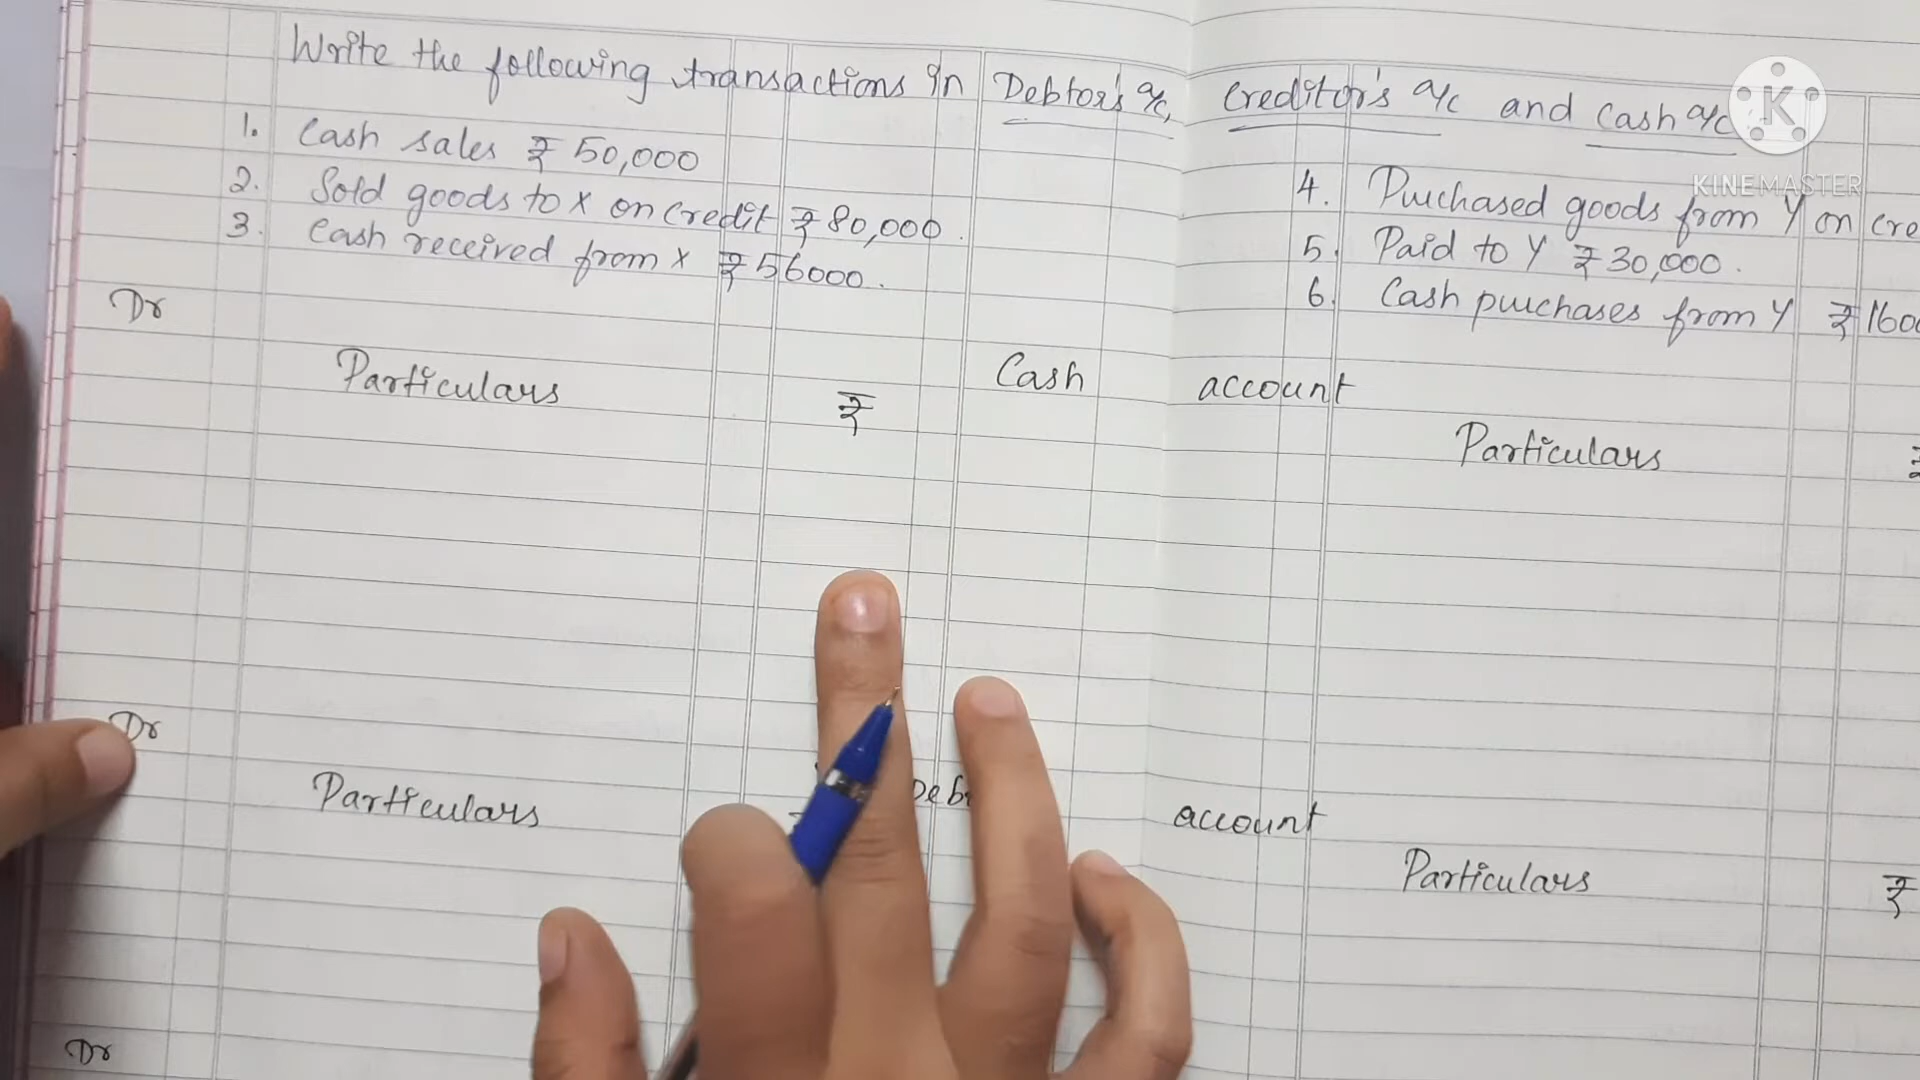 Write the following transactions in Debtor's a/c, creditor's a/c and cash a/c
1. Cash sales ₹ 50,000
2. Sold goods to X on credit ₹ 80,000.
3. Cash received from X ₹ 56000.
4. Purchased goods from Y on cre
5. Paid to Y ₹ 30,000.
6. Cash purchases from Y ₹ 160
K
KINEMASTER
Dr
Cash account
Particulars ₹
Particulars ₹
Dr
account
Particulars
Particulars ₹
Dr